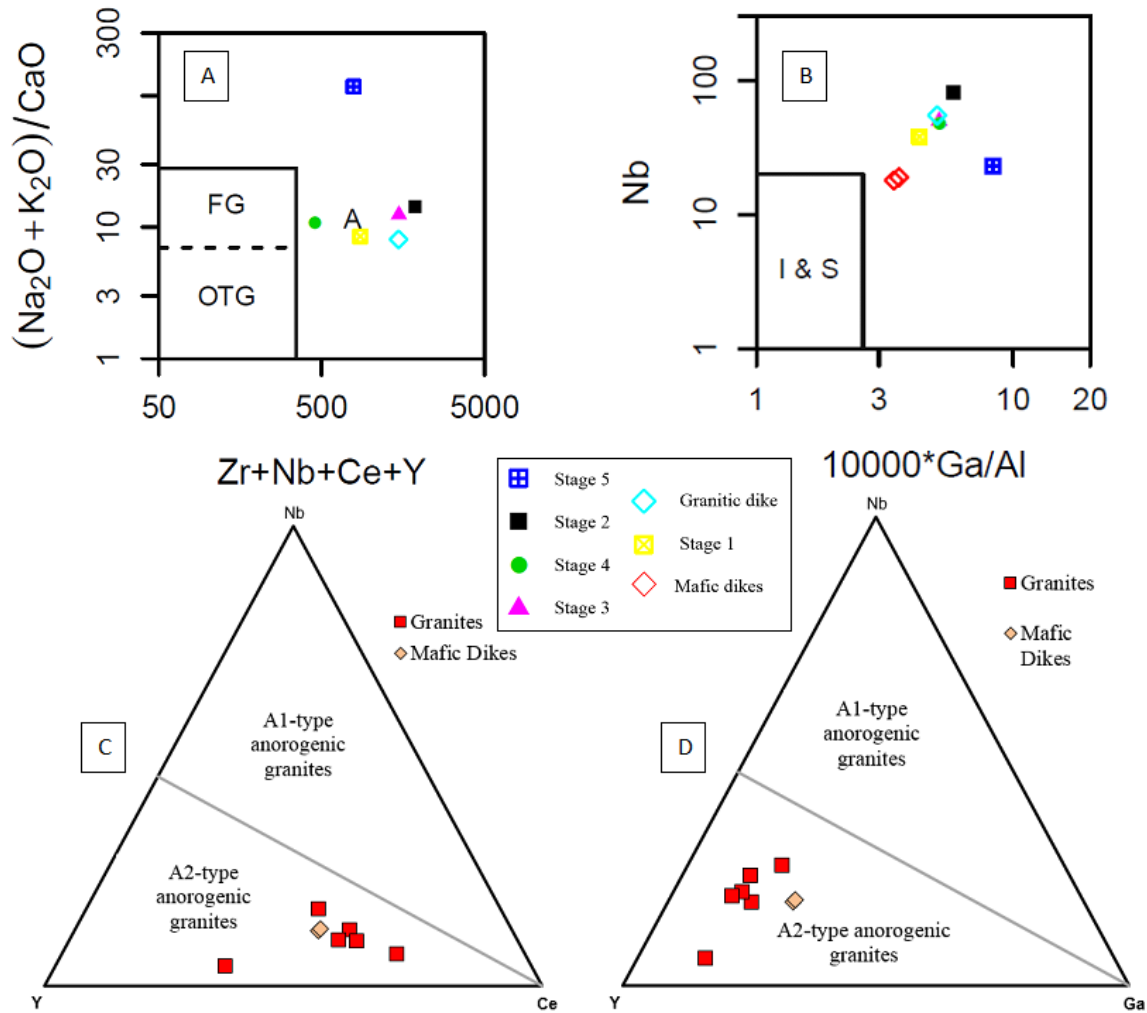 A
(Na₂O + K₂O)/CaO
300
30
10
3
1
FG
OTG
A
50
500
5000
Zr+Nb+Ce+Y
B
Nb
100
10
1
I & S
1
3
10
20
10000*Ga/Al
Stage 5
Stage 2
Stage 4
Stage 3
Granitic dike
Stage 1
Mafic dikes
Nb
Granites
Mafic Dikes
C
A1-type
anorogenic
granites
A2-type
anorogenic
granites
Y
Ce
Nb
Granites
Mafic
Dikes
D
A1-type
anorogenic
granites
A2-type anorogenic
granites
Y
Ga